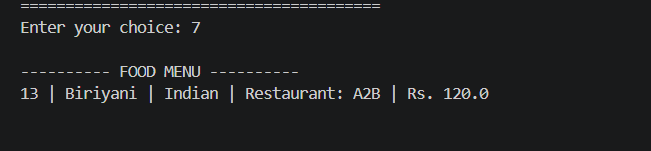 ========================================
Enter your choice: 7
---------- FOOD MENU ----------
13 | Biriyani | Indian | Restaurant: A2B | Rs. 120.0